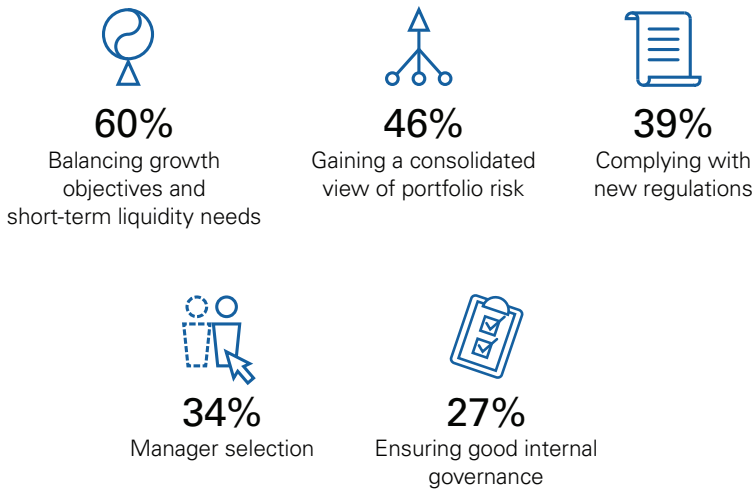 60%
Balancing growth
objectives and
short-term liquidity needs
46%
Gaining a consolidated
view of portfolio risk
39%
Complying with
new regulations
34%
Manager selection
27%
Ensuring good internal
governance